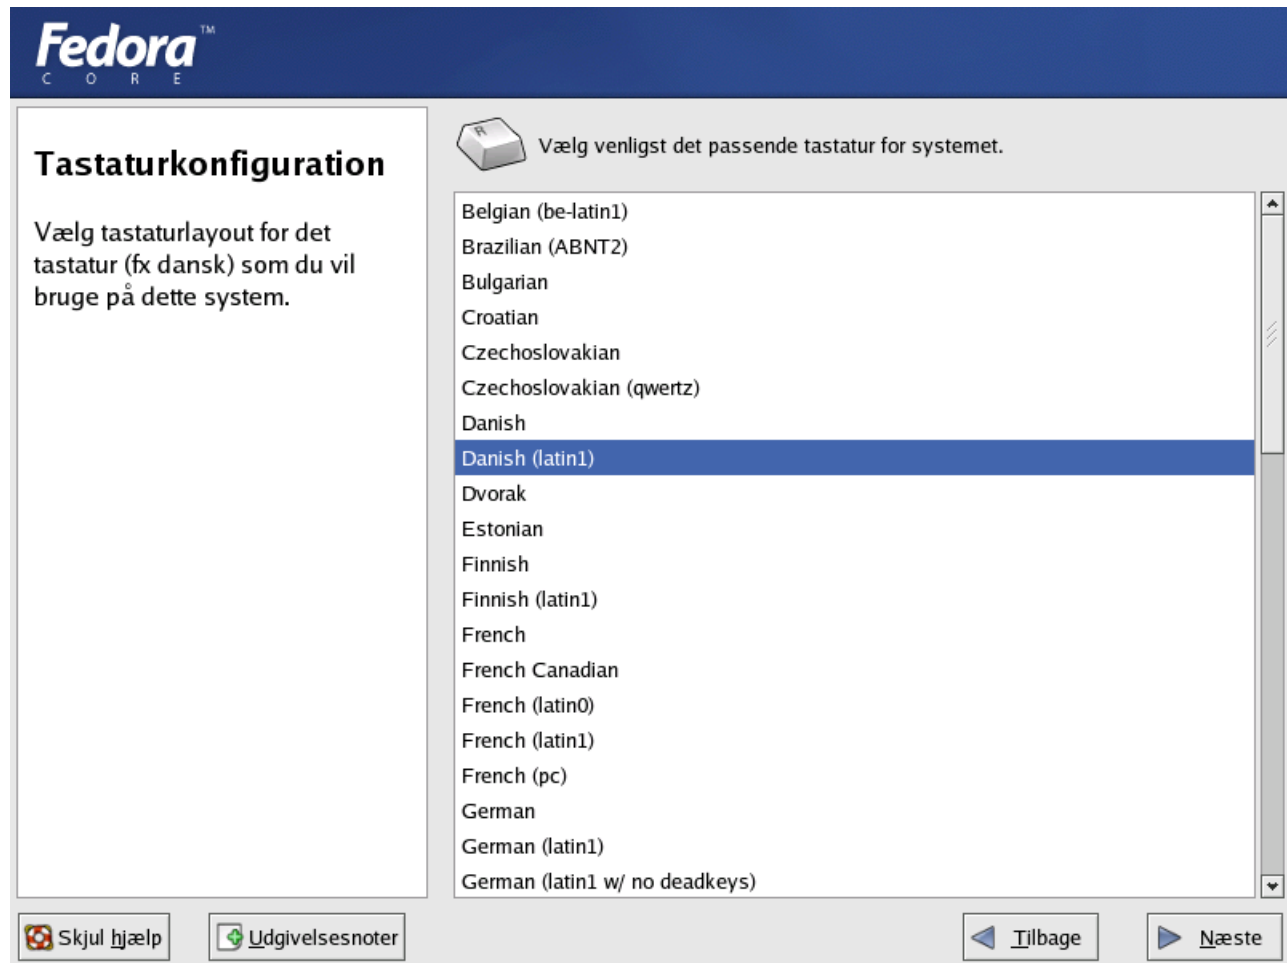 Fedora™
CORE
Tastaturkonfiguration
Vælg tastaturlayout for det
tastatur (fx dansk) som du vil
bruge på dette system.
R
Vælg venligst det passende tastatur for systemet.
Belgian (be-latin1)
Brazilian (ABNT2)
Bulgarian
Croatian
Czechoslovakian
Czechoslovakian (qwertz)
Danish
Danish (latin1)
Dvorak
Estonian
Finnish
Finnish (latin1)
French
French Canadian
French (latin0)
French (latin1)
French (pc)
German
German (latin1)
German (latin1 w/ no deadkeys)
Skjul hjælp
Udgivelsesnoter
Tilbage
Næste